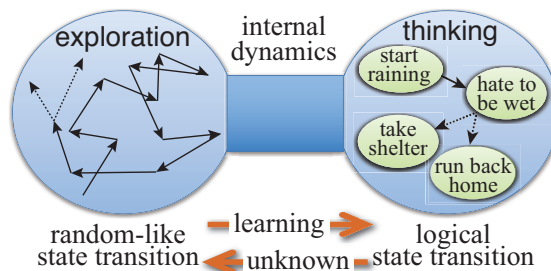 exploration
internal
dynamics
thinking
start
raining
hate to
be wet
take
shelter
run back
home
random-like
state transition
learning
unknown
logical
state transition